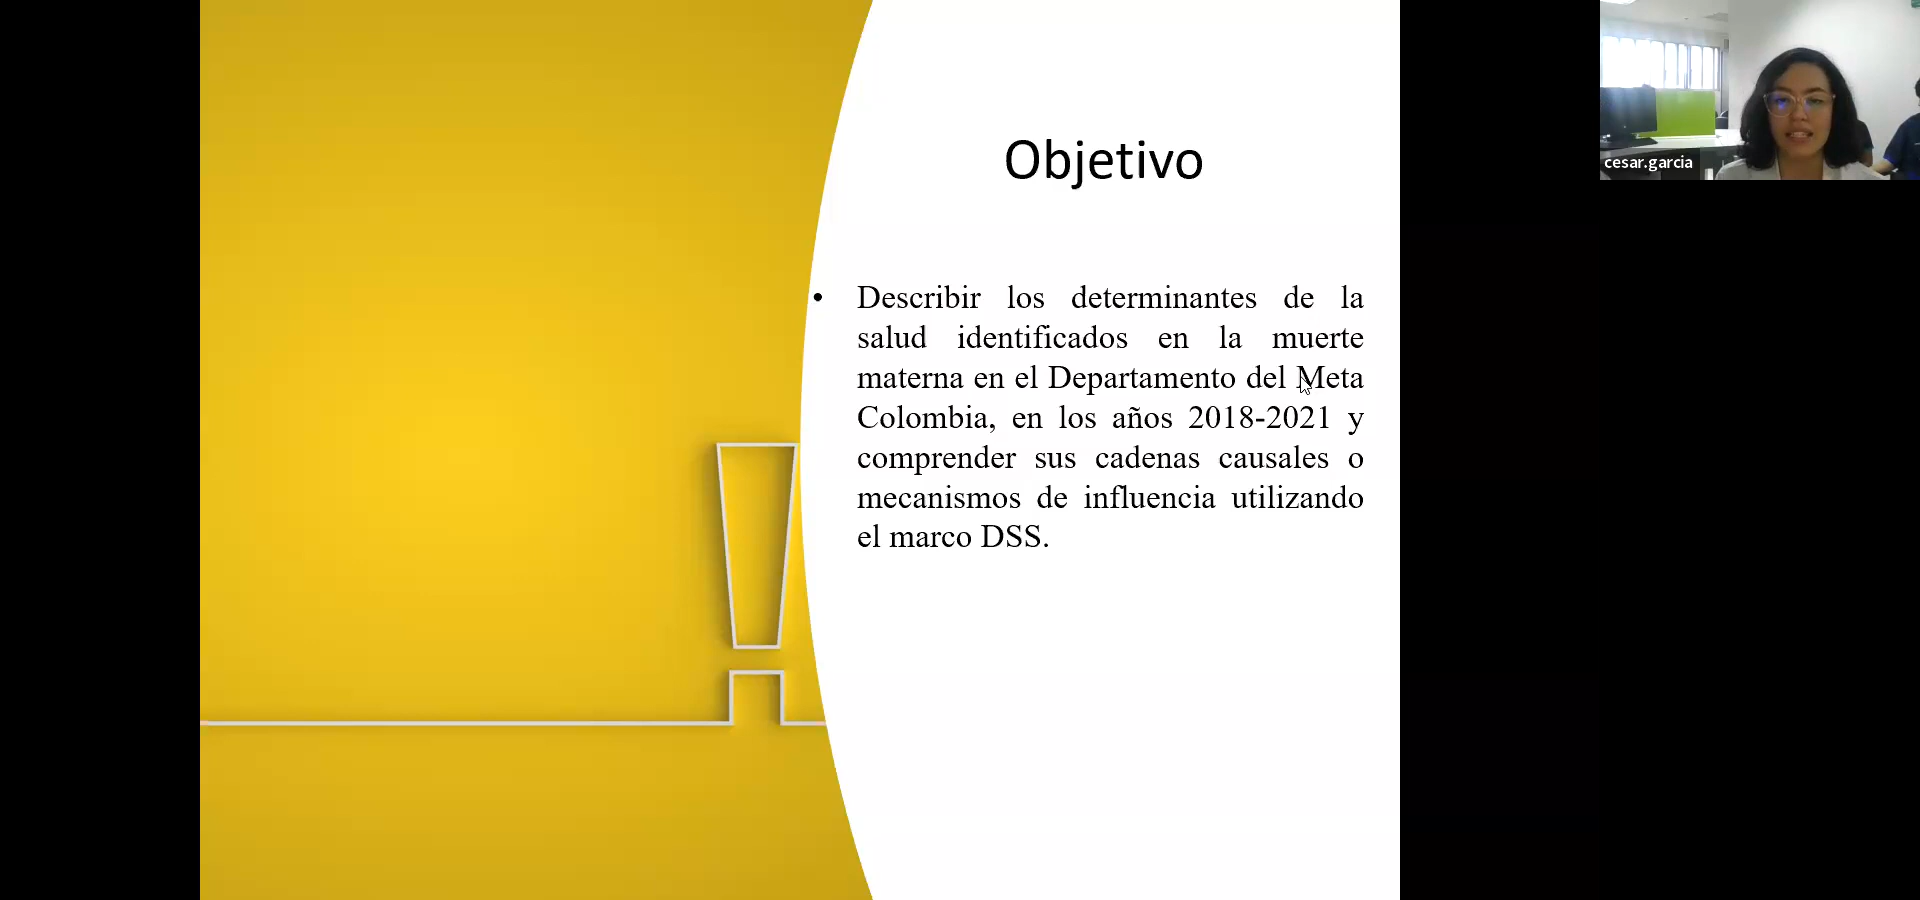 Objetivo
• Describir los determinantes de la
salud identificados en la muerte
materna en el Departamento del Meta
Colombia, en los años 2018-2021 y
comprender sus cadenas causales o
mecanismos de influencia utilizando
el marco DSS.
cesar.garcia